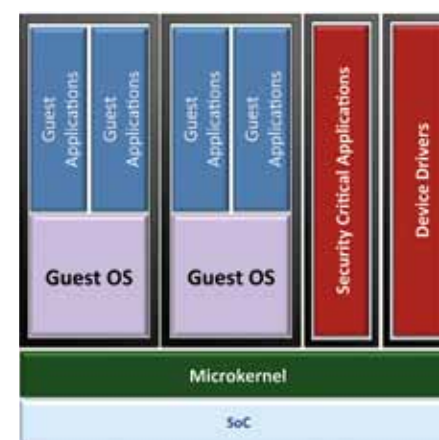 Guest
Applications
Guest
Applications
Guest
Applications
Guest
Applications
Security Critical Applications
Device Drivers
Guest OS
Guest OS
Microkernel
SoC